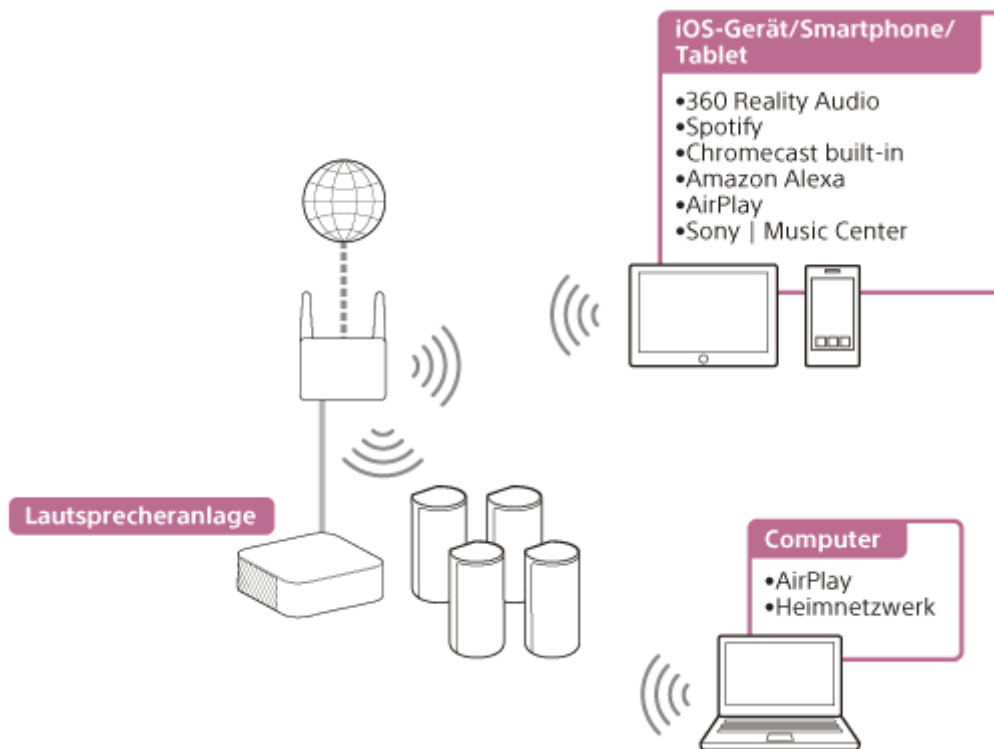 iOS-Gerät/Smartphone/
Tablet
•360 Reality Audio
•Spotify
•Chromecast built-in
•Amazon Alexa
•AirPlay
•Sony | Music Center
Lautsprecheranlage
Computer
•AirPlay
•Heimnetzwerk